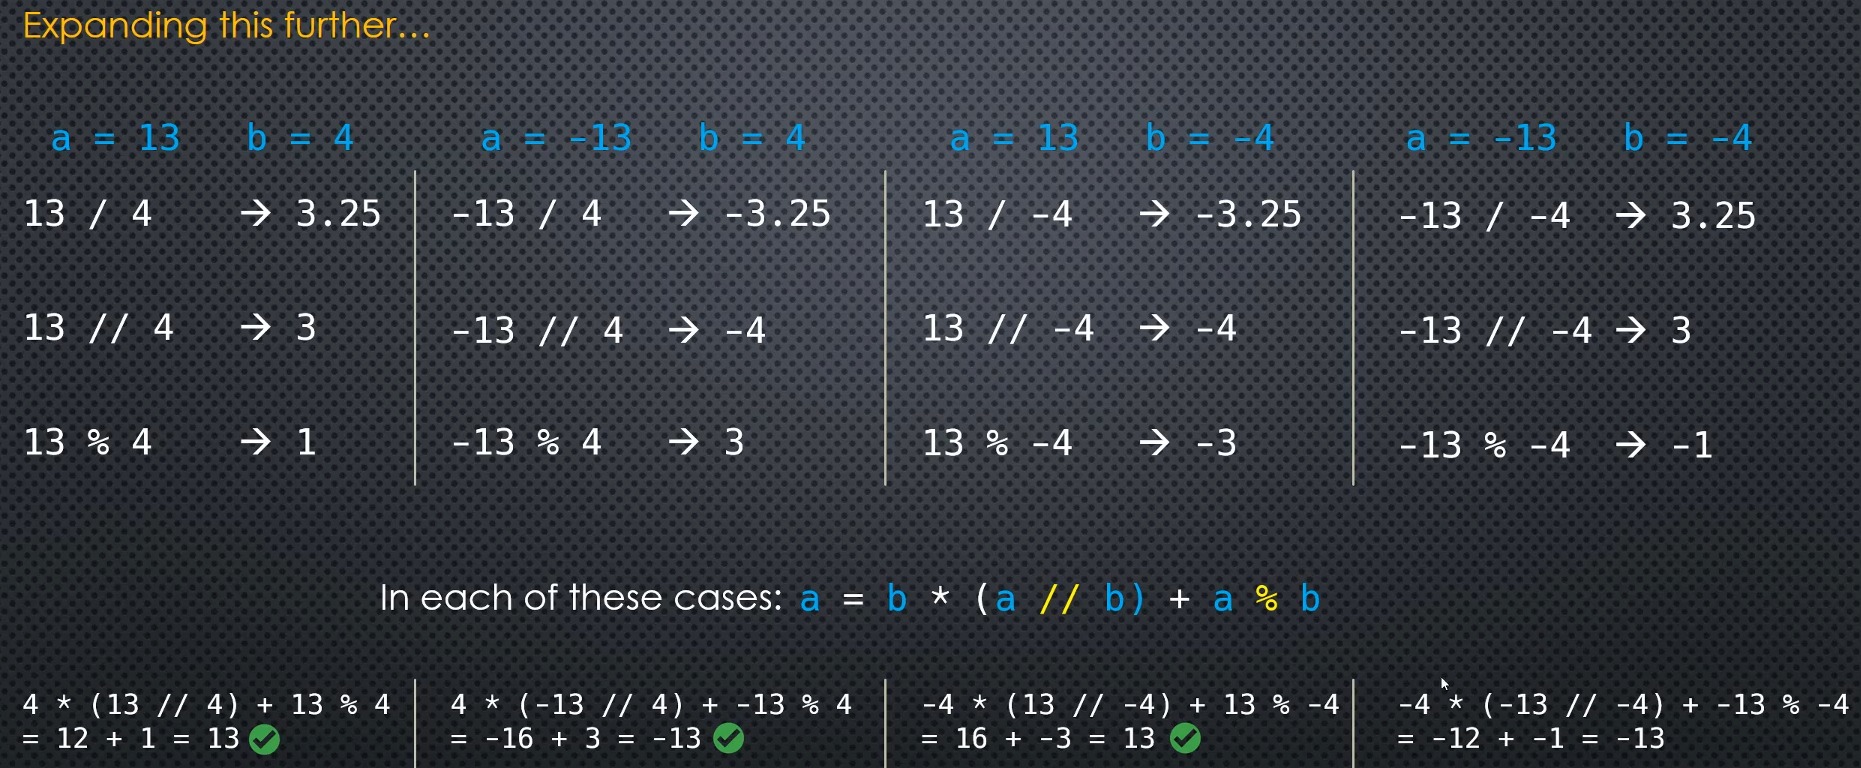 Expanding this further...
a = 13 b = 4
13 / 4 → 3.25
13 // 4 → 3
13 % 4 → 1
a = -13 b = 4
-13 / 4 → -3.25
-13 // 4 → -4
-13 % 4 → 3
a = 13 b = -4
13 / -4 → -3.25
13 // -4 → -4
13 % -4 → -3
a = -13 b = -4
-13 / -4 → 3.25
-13 // -4 → 3
-13 % -4 → -1
In each of these cases: a = b * (a // b) + a % b
4 * (13 // 4) + 13 % 4
= 12 + 1 = 13
4 * (-13 // 4) + -13 % 4
= -16 + 3 = -13
-4 * (13 // -4) + 13 % -4
= 16 + -3 = 13
-4 * (-13 // -4) + -13 % -4
= -12 + -1 = -13